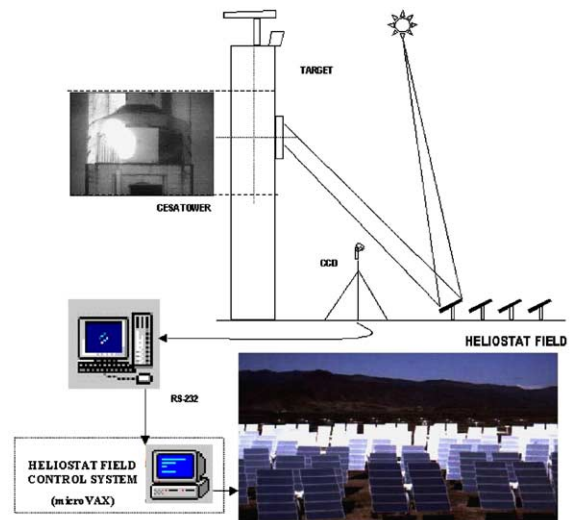 TARGET
CESATOWER
CCD
HELIOSTAT FIELD
RS-232
HELIOSTAT FIELD
CONTROL SYSTEM
(microVAX)